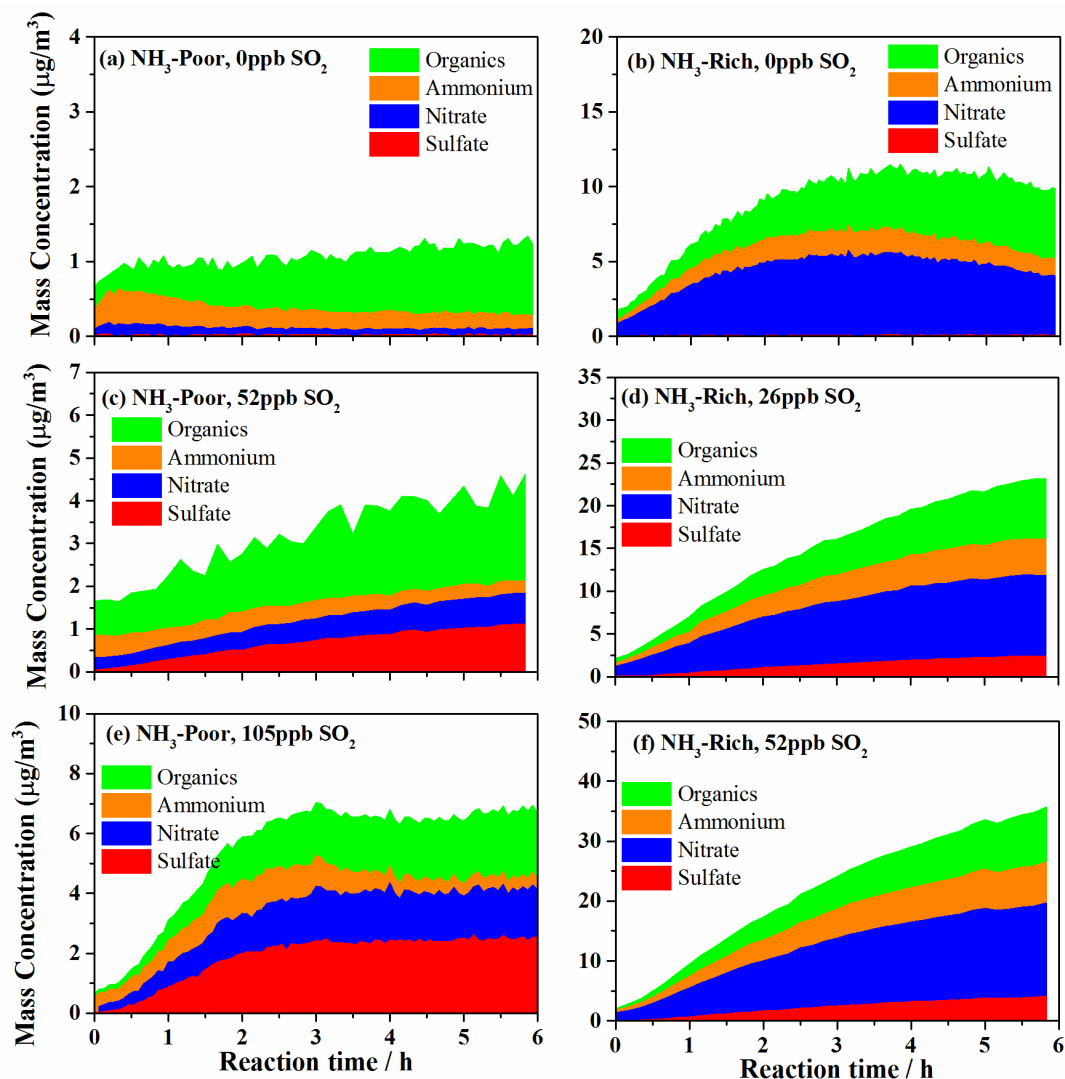 Mass Concentration (μg/m³)
4
3
2
1
0
(a) NH₃-Poor, 0ppb SO₂
Organics
Ammonium
Nitrate
Sulfate
20
15
10
5
0
(b) NH₃-Rich, 0ppb SO₂
Organics
Ammonium
Nitrate
Sulfate
Mass Concentration (μg/m³)
7
6
5
4
3
2
1
0
(c) NH₃-Poor, 52ppb SO₂
Organics
Ammonium
Nitrate
Sulfate
35
30
25
20
15
10
5
0
(d) NH₃-Rich, 26ppb SO₂
Organics
Ammonium
Nitrate
Sulfate
Mass Concentration (μg/m³)
10
8
6
4
2
0
(e) NH₃-Poor, 105ppb SO₂
Organics
Ammonium
Nitrate
Sulfate
0 1 2 3 4 5 6
Reaction time / h
50
40
30
20
10
0
(f) NH₃-Rich, 52ppb SO₂
Organics
Ammonium
Nitrate
Sulfate
0 1 2 3 4 5 6
Reaction time / h